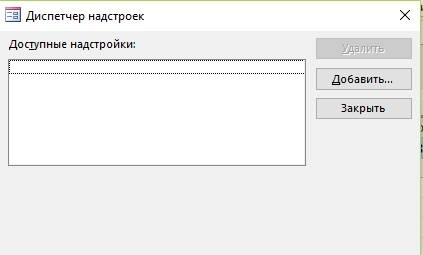 Диспетчер надстроек
Доступные надстройки:
Удалить
Добавить...
Закрыть